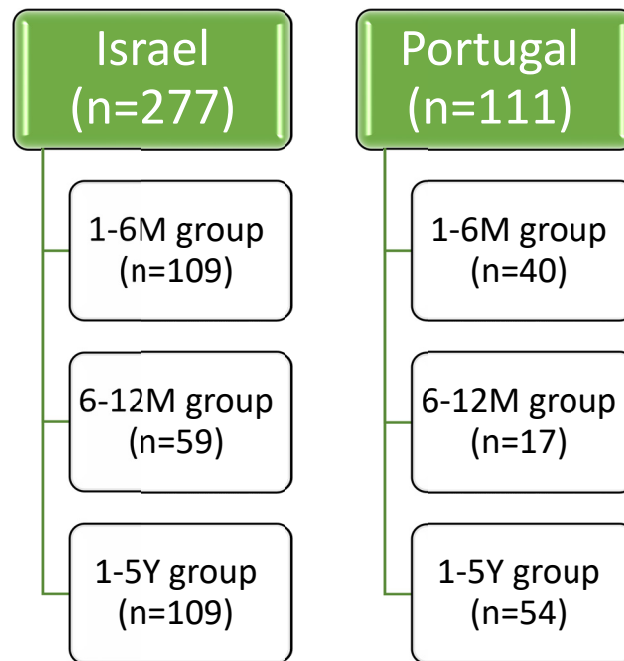 Israel
(n=277)
1-6M group
(n=109)
6-12M group
(n=59)
1-5Y group
(n=109)
Portugal
(n=111)
1-6M group
(n=40)
6-12M group
(n=17)
1-5Y group
(n=54)